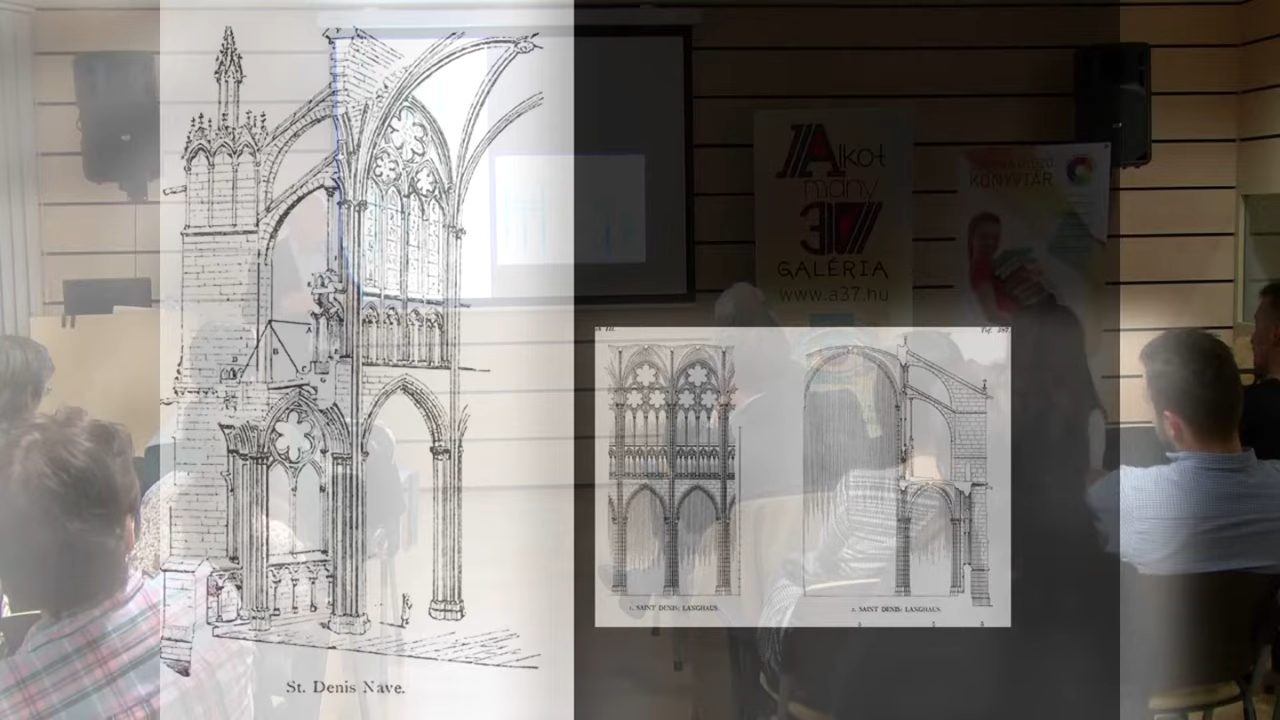 Alkot
mány
37
GALÉRIA
www.a37.hu
KÖNYVTÁR
1. SAINT DENIS: LANGHAUS.
2. SAINT DENIS: LANGHAUS.
St. Denis Nave.